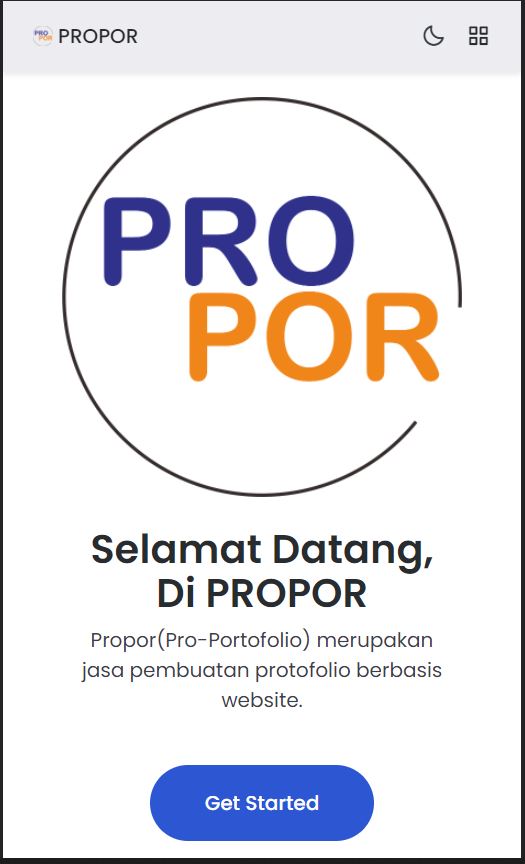 PRO
POR
PROPOR
PRO
POR
Selamat Datang,
Di PROPOR
Propor(Pro-Portofolio) merupakan
jasa pembuatan protofolio berbasis
website.
Get Started